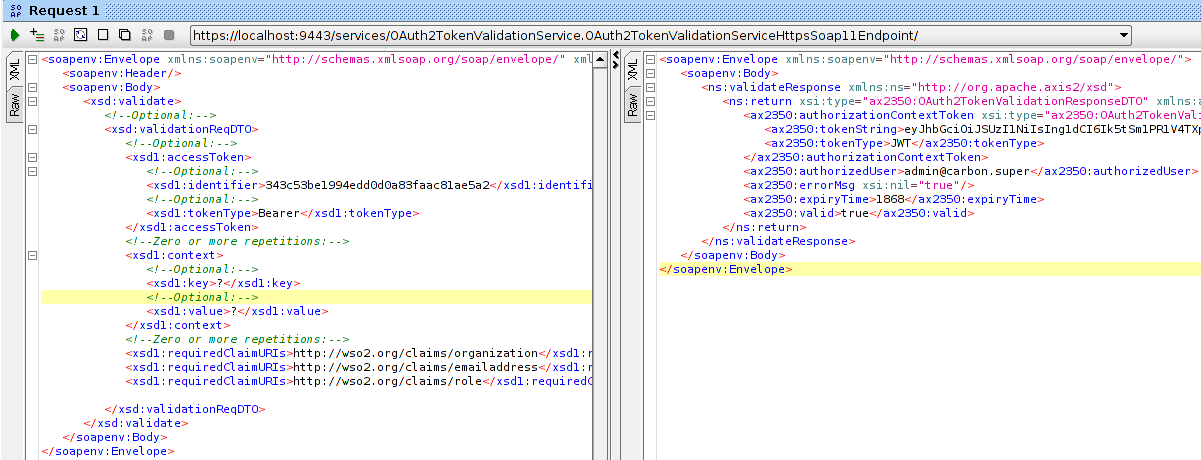 Request 1
https://localhost:9443/services/OAuth2TokenValidationService.OAuth2TokenValidationServiceHttpsSoap11Endpoint/
XML
Raw
<soapenv:Envelope xmlns:soapenv="http://schemas.xmlsoap.org/soap/envelope/" xml
<soapenv:Header/>
<soapenv:Body>
<xsd:validate>
<!--Optional:-->
<xsd:validationReqDTO>
<!--Optional:-->
<xsd1:accessToken>
<!--Optional:-->
<xsd1:identifier>343c53be1994edd0d0a83faac81ae5a2</xsd1:identifi
<!--Optional:-->
<xsd1:tokenType>Bearer</xsd1:tokenType>
</xsd1:accessToken>
<!--Zero or more repetitions:-->
<xsd1:context>
<!--Optional:-->
<xsd1:key>?</xsd1:key>
<!--Optional:-->
<xsd1:value>?</xsd1:value>
</xsd1:context>
<!--Zero or more repetitions:-->
<xsd1:requiredClaimURIs>http://wso2.org/claims/organization</xsd1:r
<xsd1:requiredClaimURIs>http://wso2.org/claims/emailaddress</xsd1:r
<xsd1:requiredClaimURIs>http://wso2.org/claims/role</xsd1:requiredC
</xsd:validationReqDTO>
</xsd:validate>
</soapenv:Body>
</soapenv:Envelope>
XML
Raw
<soapenv:Envelope xmlns:soapenv="http://schemas.xmlsoap.org/soap/envelope/">
<soapenv:Body>
<ns:validateResponse xmlns:ns="http://org.apache.axis2/xsd">
<ns:return xsi:type="ax2350:OAuth2TokenValidationResponseDTO" xmlns:a
<ax2350:authorizationContextToken xsi:type="ax2350:OAuth2TokenVali
<ax2350:tokenString>eyJhbGciOiJSUzI1NiIsIng1dCI6Ik5tSm1PR1V4TXp
<ax2350:tokenType>JWT</ax2350:tokenType>
</ax2350:authorizationContextToken>
<ax2350:authorizedUser>admin@carbon.super</ax2350:authorizedUser>
<ax2350:errorMsg xsi:nil="true"/>
<ax2350:expiryTime>1868</ax2350:expiryTime>
<ax2350:valid>true</ax2350:valid>
</ns:return>
</ns:validateResponse>
</soapenv:Body>
</soapenv:Envelope>